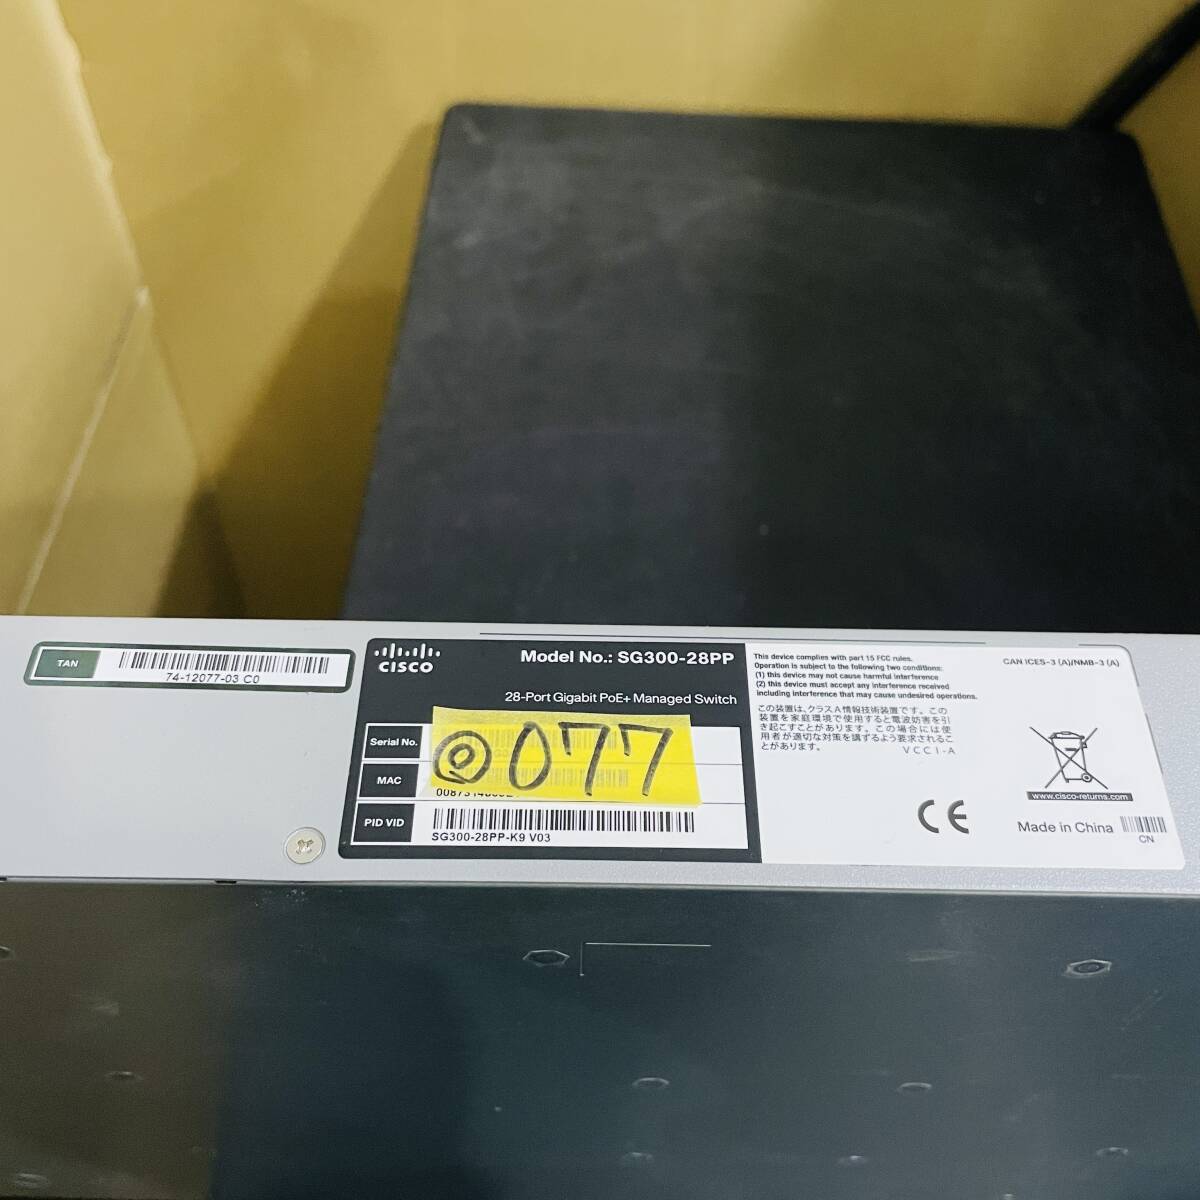 TAN
74-12077-03 C0
CISCO
Model No.: SG300-28PP
28-Port Gigabit PoE+ Managed Switch
Serial No.
@077
MAC
PID VID
SG300-28PP-K9 V03
This device complies with part 15 FCC rules.
Operation is subject to the following two conditions:
(1) this device may not cause harmful interference
(2) this device must accept any interference received
including interference that may cause undesired operations.
この装置は、クラスA情報技術装置です。この
装置を家庭環境で使用すると電波妨害を引
き起こすことがあります。この場合には使
用者が適切な対策を講ずるよう要求されるこ
とがあります。
VCCI-A
CAN ICES-3 (A)/NMB-3 (A)
www.cisco-returns.com
CE
Made in China
CN